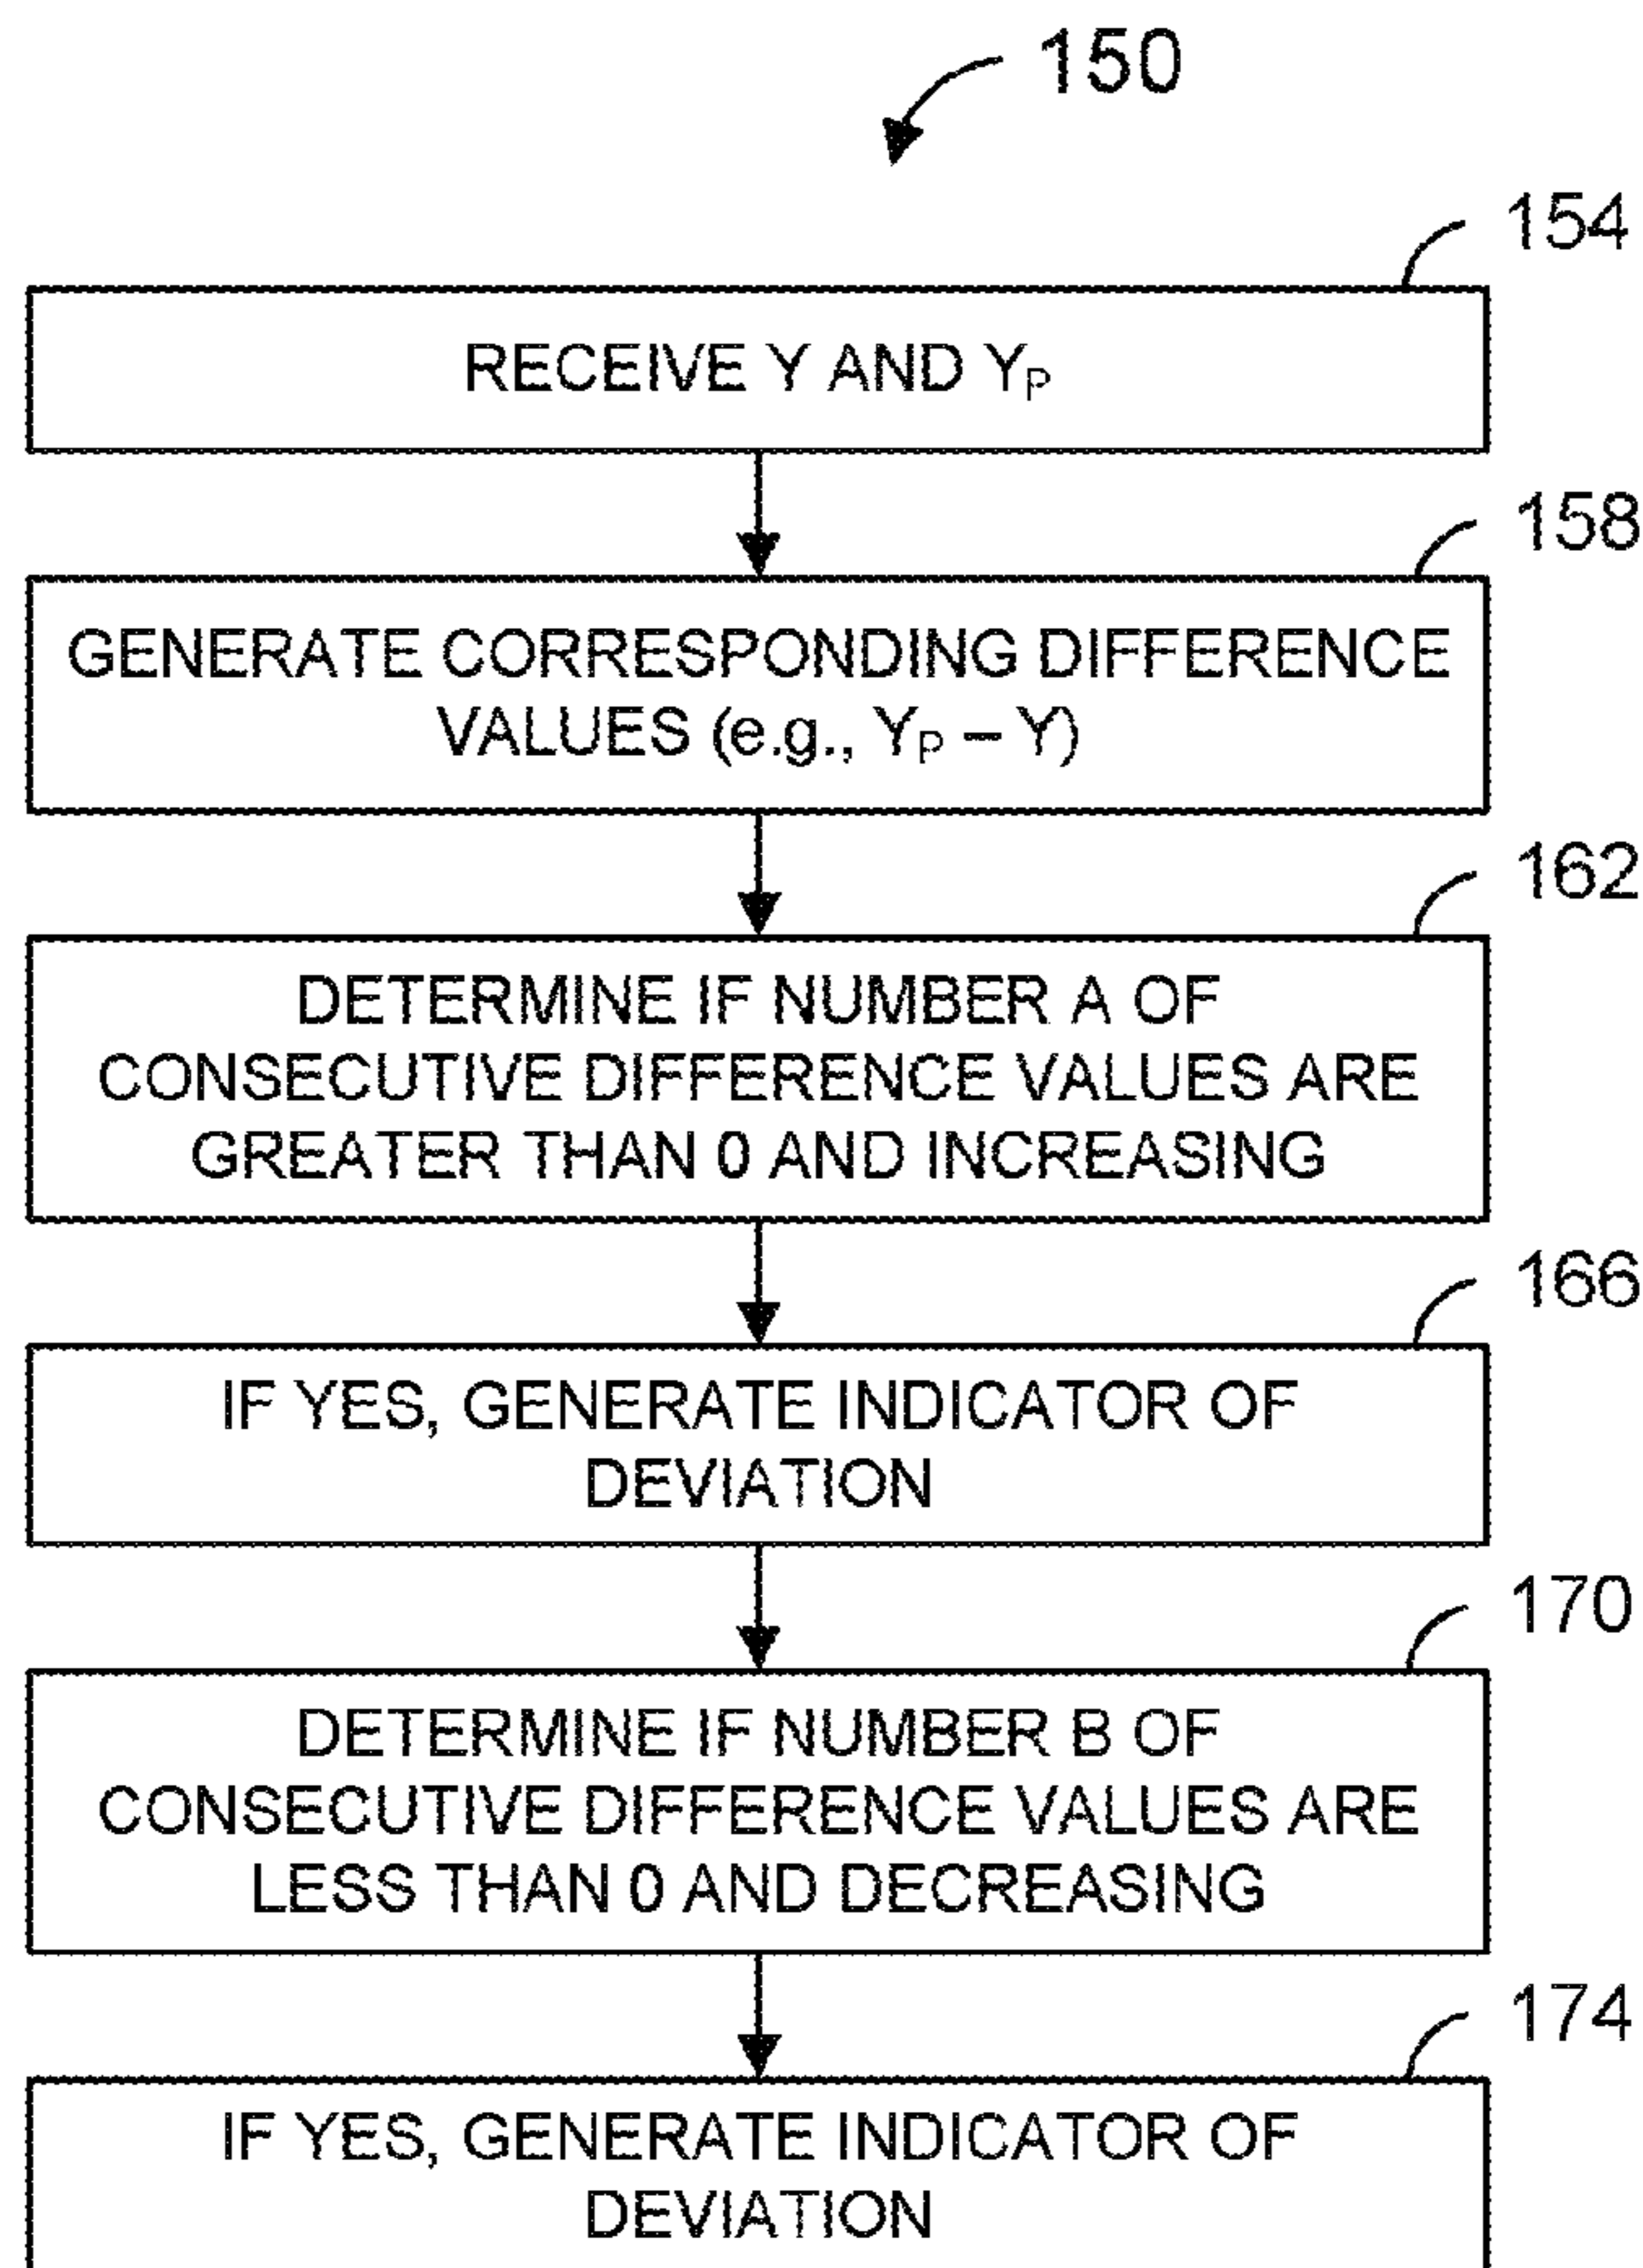 150
154
RECEIVE Y AND Y_P
158
GENERATE CORRESPONDING DIFFERENCE
VALUES (e.g., Y_P – Y)
162
DETERMINE IF NUMBER A OF
CONSECUTIVE DIFFERENCE VALUES ARE
GREATER THAN 0 AND INCREASING
166
IF YES, GENERATE INDICATOR OF
DEVIATION
170
DETERMINE IF NUMBER B OF
CONSECUTIVE DIFFERENCE VALUES ARE
LESS THAN 0 AND DECREASING
174
IF YES, GENERATE INDICATOR OF
DEVIATION